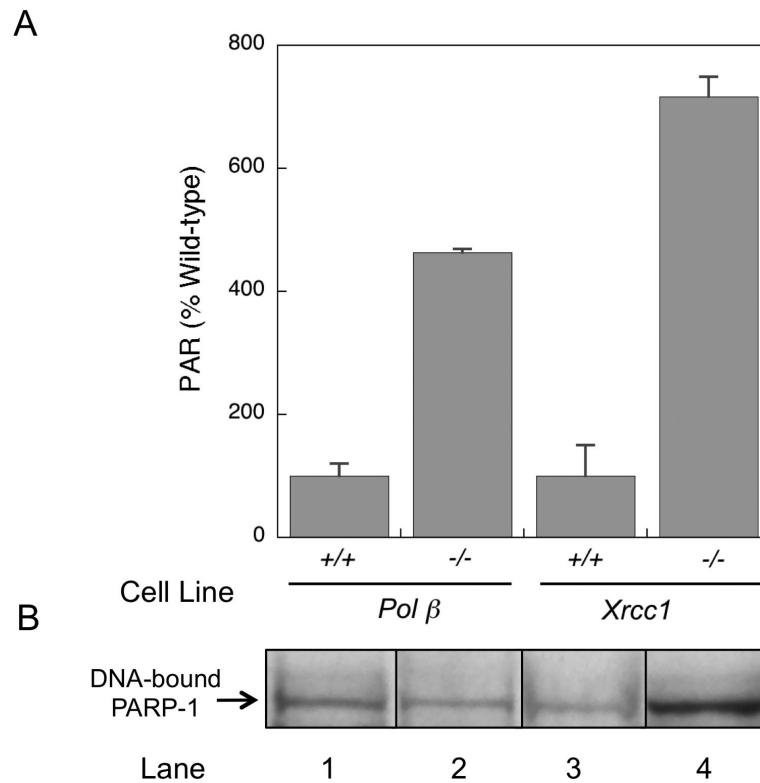 A
800
600
400
200
0
PAR (% Wild-type)
+/+ -/- +/+ -/-
Cell Line
Pol β Xrcc1
B
DNA-bound
PARP-1
Lane 1 2 3 4